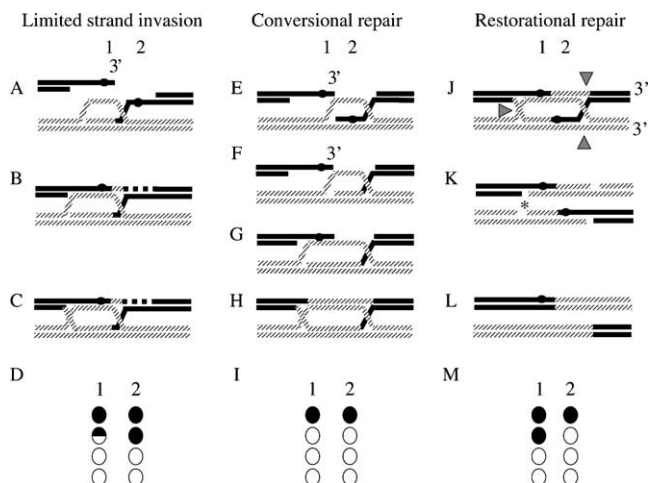 Limited strand invasion
Conversional repair
Restorational repair
1 2
1 2
1 2
3'
A
B
C
D
1 2
E
3'
F
3'
G
H
I
1 2
J
3'
3'
K
*
L
M
1 2